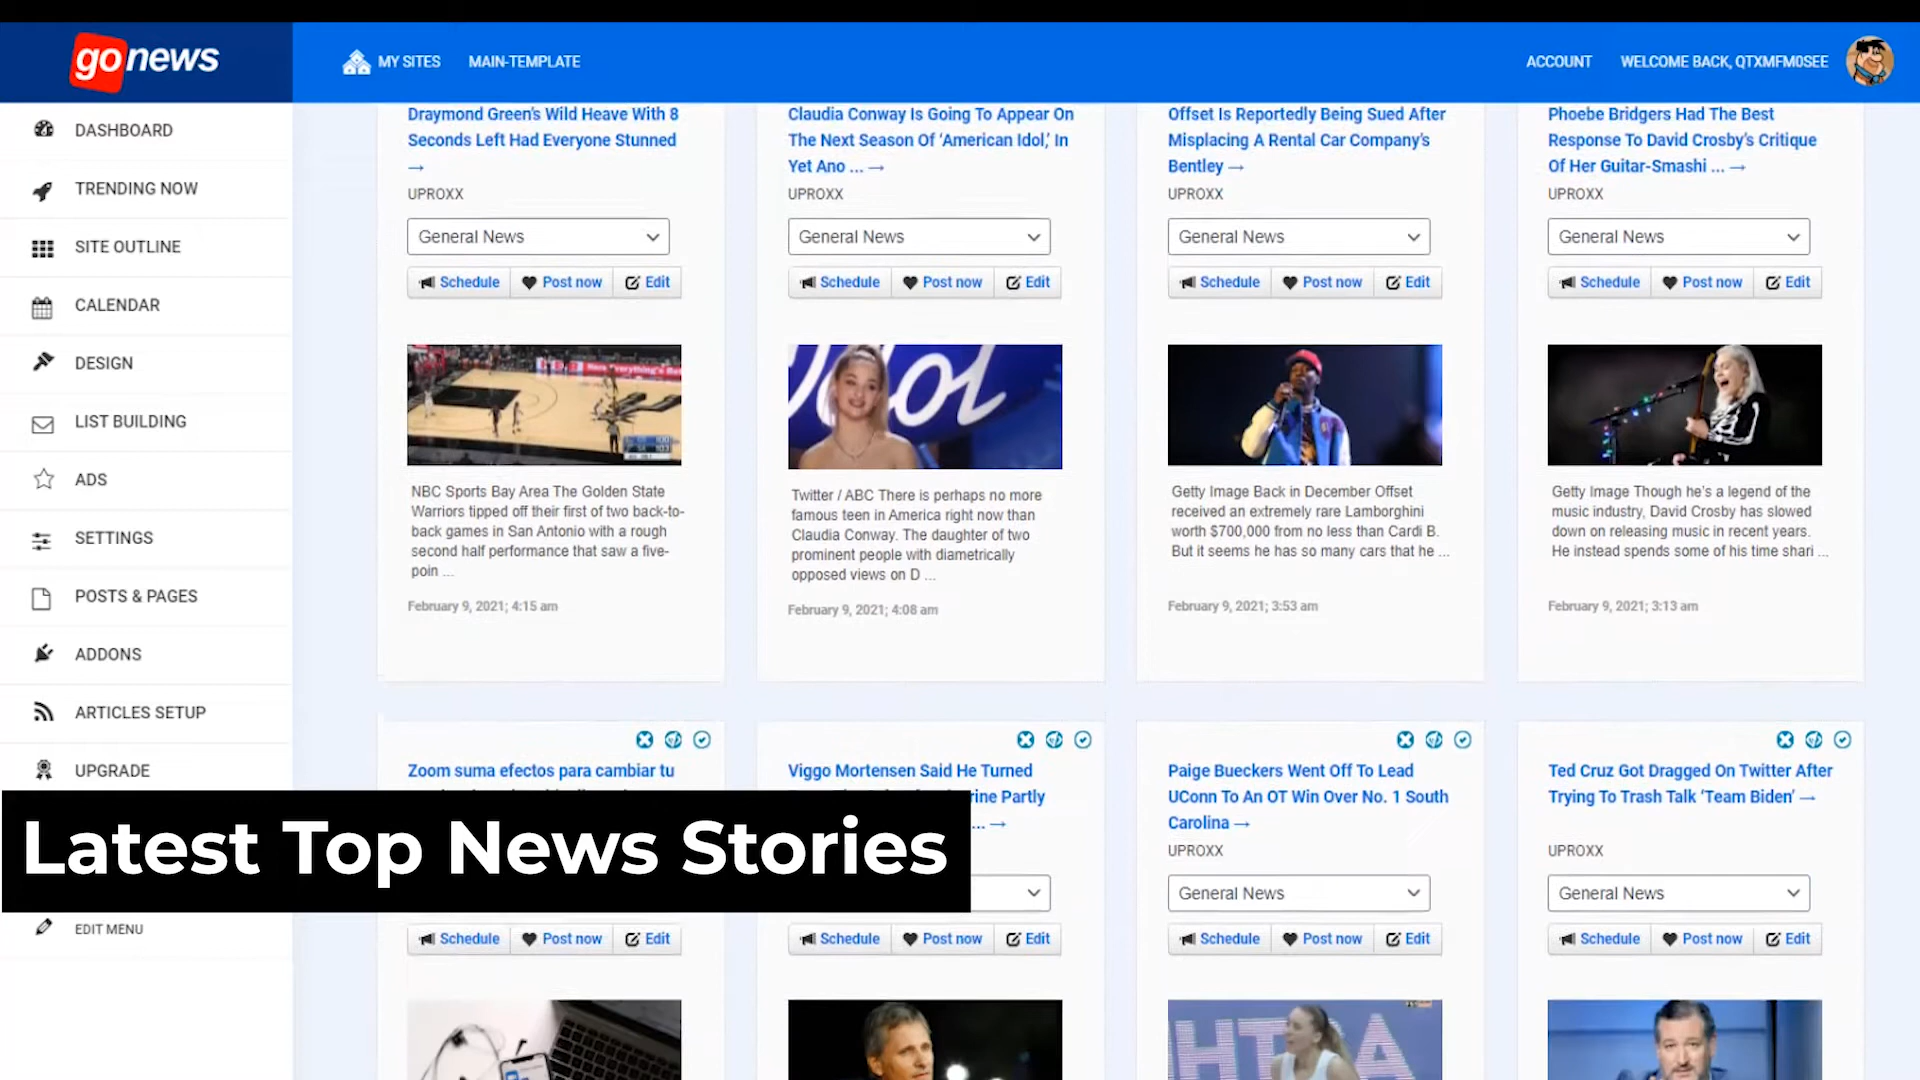 go news
MY SITES
MAIN-TEMPLATE
ACCOUNT
WELCOME BACK, QTXMFM0SEE
DASHBOARD
TRENDING NOW
SITE OUTLINE
CALENDAR
DESIGN
LIST BUILDING
ADS
SETTINGS
POSTS & PAGES
ADDONS
ARTICLES SETUP
UPGRADE
EDIT MENU
Draymond Green's Wild Heave With 8
Seconds Left Had Everyone Stunned
→
UPROXX
General News
Schedule
Post now
Edit
NBC Sports Bay Area The Golden State
Warriors tipped off their first of two back-to-
back games in San Antonio with a rough
second half performance that saw a five-
poin ...
February 9, 2021; 4:15 am
Claudia Conway Is Going To Appear On
The Next Season Of ‘American Idol,’ In
Yet Ano ... →
UPROXX
General News
Schedule
Post now
Edit
Twitter / ABC There is perhaps no more
famous teen in America right now than
Claudia Conway. The daughter of two
prominent people with diametrically
opposed views on D ...
February 9, 2021; 4:08 am
Offset Is Reportedly Being Sued After
Misplacing A Rental Car Company's
Bentley →
UPROXX
General News
Schedule
Post now
Edit
Getty Image Back in December Offset
received an extremely rare Lamborghini
worth $700,000 from no less than Cardi B.
But it seems he has so many cars that he ...
February 9, 2021; 3:53 am
Phoebe Bridgers Had The Best
Response To David Crosby's Critique
Of Her Guitar-Smashi ... →
UPROXX
General News
Schedule
Post now
Edit
Getty Image Though he's a legend of the
music industry, David Crosby has slowed
down on releasing music in recent years.
He instead spends some of his time shari ...
February 9, 2021; 3:13 am
Zoom suma efectos para cambiar tu
Schedule
Post now
Edit
Viggo Mortensen Said He Turned
Partly
... →
Schedule
Post now
Edit
Paige Bueckers Went Off To Lead
UConn To An OT Win Over No. 1 South
Carolina →
UPROXX
General News
Schedule
Post now
Edit
Ted Cruz Got Dragged On Twitter After
Trying To Trash Talk ‘Team Biden’ →
UPROXX
General News
Schedule
Post now
Edit
Latest Top News Stories